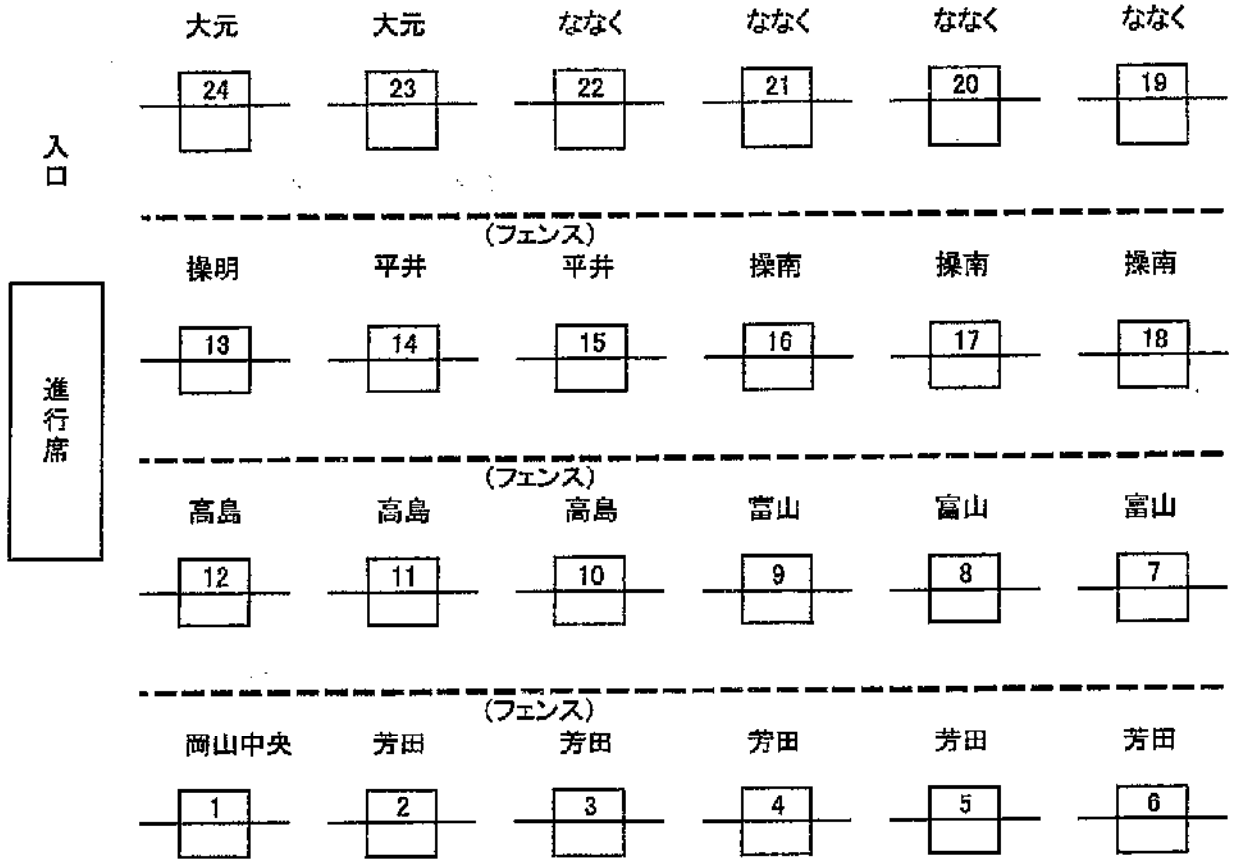 大元 大元 ななく ななく ななく ななく
24 23 22 21 20 19
入口
(フェンス)
操明 平井 平井 操南 操南 操南
13 14 15 16 17 18
進行席
(フェンス)
高島 高島 高島 富山 富山 富山
12 11 10 9 8 7
(フェンス)
岡山中央 芳田 芳田 芳田 芳田 芳田
1 2 3 4 5 6